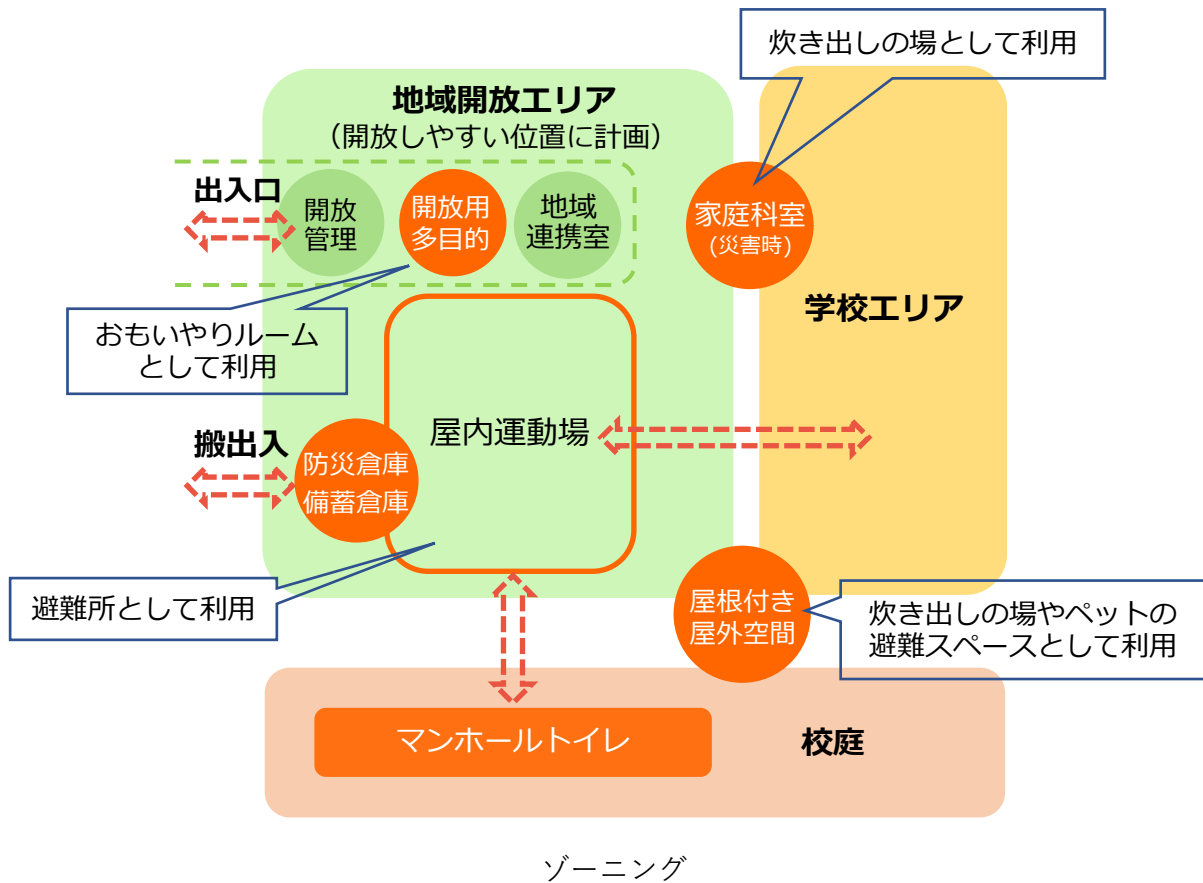 炊き出しの場として利用
地域開放エリア
（開放しやすい位置に計画）
出入口
開放
管理
開放用
多目的
地域
連携室
家庭科室
(災害時)
学校エリア
おもいやりルーム
として利用
屋内運動場
搬出入
防災倉庫
備蓄倉庫
避難所として利用
屋根付き
屋外空間
炊き出しの場やペットの
避難スペースとして利用
マンホールトイレ
校庭
ゾーニング